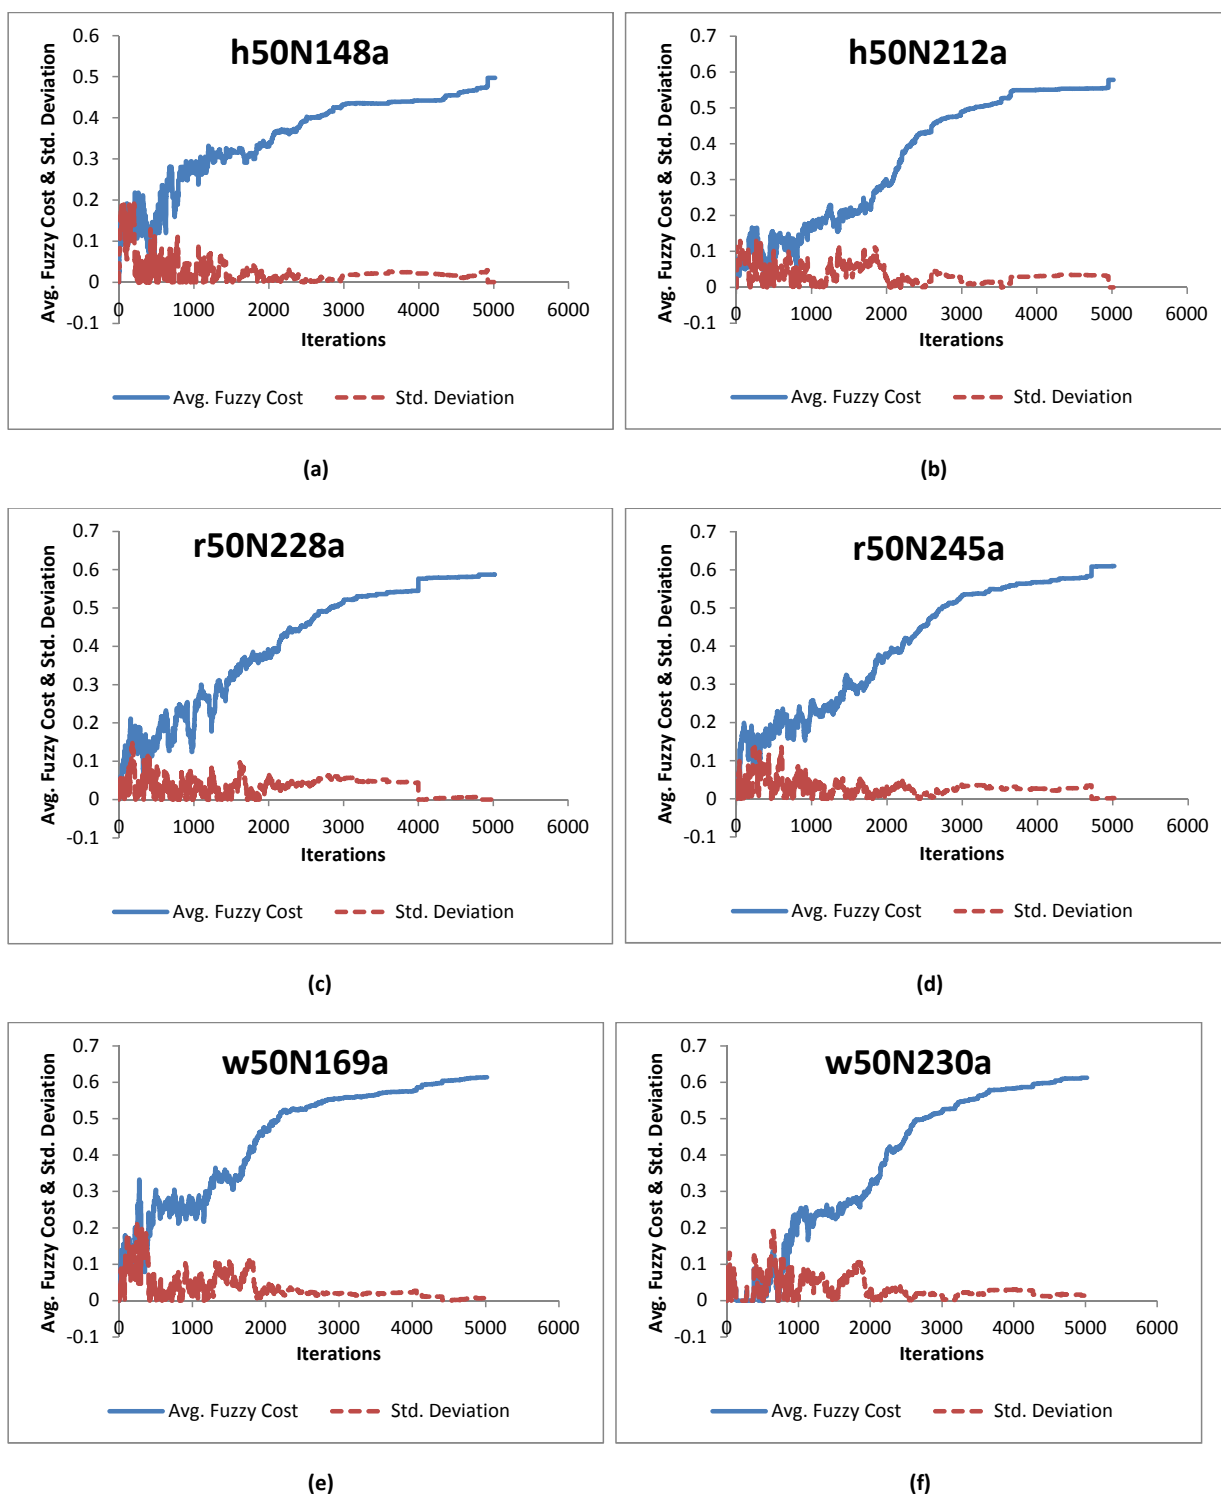 h50N148a
Avg. Fuzzy Cost & Std. Deviation
0.6
0.5
0.4
0.3
0.2
0.1
0
-0.1
0 1000 2000 3000 4000 5000 6000
Iterations
Avg. Fuzzy Cost Std. Deviation
(a)
h50N212a
Avg. Fuzzy Cost & Std. Deviation
0.7
0.6
0.5
0.4
0.3
0.2
0.1
0
-0.1
0 1000 2000 3000 4000 5000 6000
Iterations
Avg. Fuzzy Cost Std. Deviation
(b)
r50N228a
Avg. Fuzzy Cost & Std. Deviation
0.7
0.6
0.5
0.4
0.3
0.2
0.1
0
-0.1
0 1000 2000 3000 4000 5000 6000
Iterations
Avg. Fuzzy Cost Std. Deviation
(c)
r50N245a
Avg. Fuzzy Cost & Std. Deviation
0.7
0.6
0.5
0.4
0.3
0.2
0.1
0
-0.1
0 1000 2000 3000 4000 5000 6000
Iterations
Avg. Fuzzy Cost Std. Deviation
(d)
w50N169a
Avg. Fuzzy Cost & Std. Deviation
0.7
0.6
0.5
0.4
0.3
0.2
0.1
0
-0.1
0 1000 2000 3000 4000 5000 6000
Iterations
Avg. Fuzzy Cost Std. Deviation
(e)
w50N230a
Avg. Fuzzy Cost & Std. Deviation
0.7
0.6
0.5
0.4
0.3
0.2
0.1
0
-0.1
0 1000 2000 3000 4000 5000 6000
Iterations
Avg. Fuzzy Cost Std. Deviation
(f)